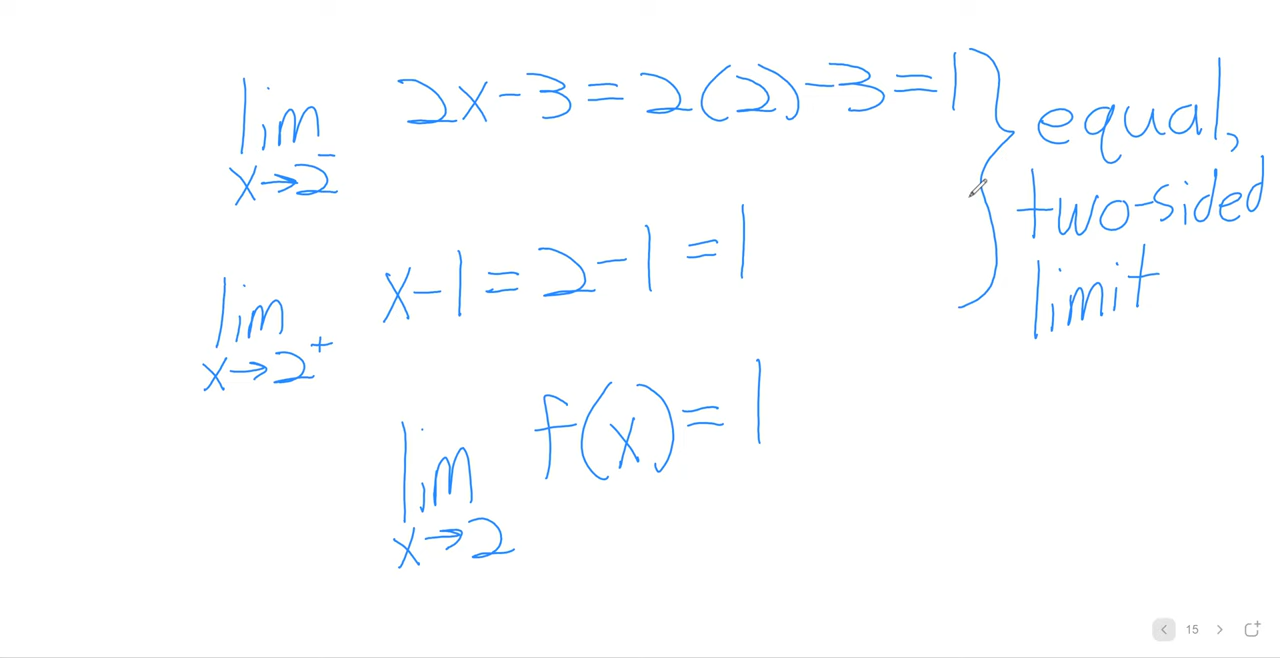 lim x→2⁻ 2x-3 = 2(2)-3 = 1
equal,
two-sided
limit
lim x→2⁺ x-1 = 2-1 = 1
lim x→2 f(x) = 1
15